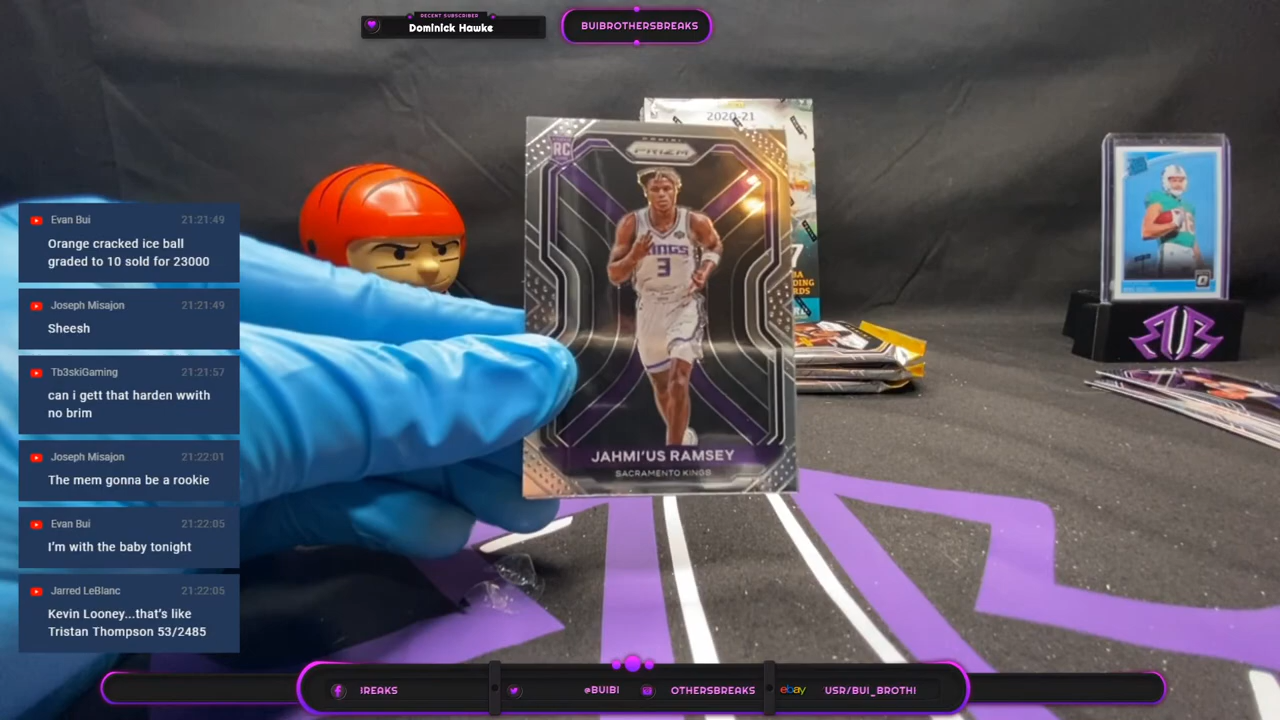 RECENT SUBSCRIBER
Dominick Hawke
BUIBROTHERSBREAKS
2020-21
RC
PANINI
PRIZM
KINGS
3
JAHMI'US RAMSEY
SACRAMENTO KINGS
Evan Bui 21:21:49
Orange cracked ice ball
graded to 10 sold for 23000
Joseph Misajon 21:21:49
Sheesh
Tb3skiGaming 21:21:57
can i gett that harden wwith
no brim
Joseph Misajon 21:22:01
The mem gonna be a rookie
Evan Bui 21:22:05
I'm with the baby tonight
Jarred LeBlanc 21:22:05
Kevin Looney...that's like
Tristan Thompson 53/2485
IREAKS
@BUIBI
OTHERSBREAKS
ebay
USR/BUI_BROTHI